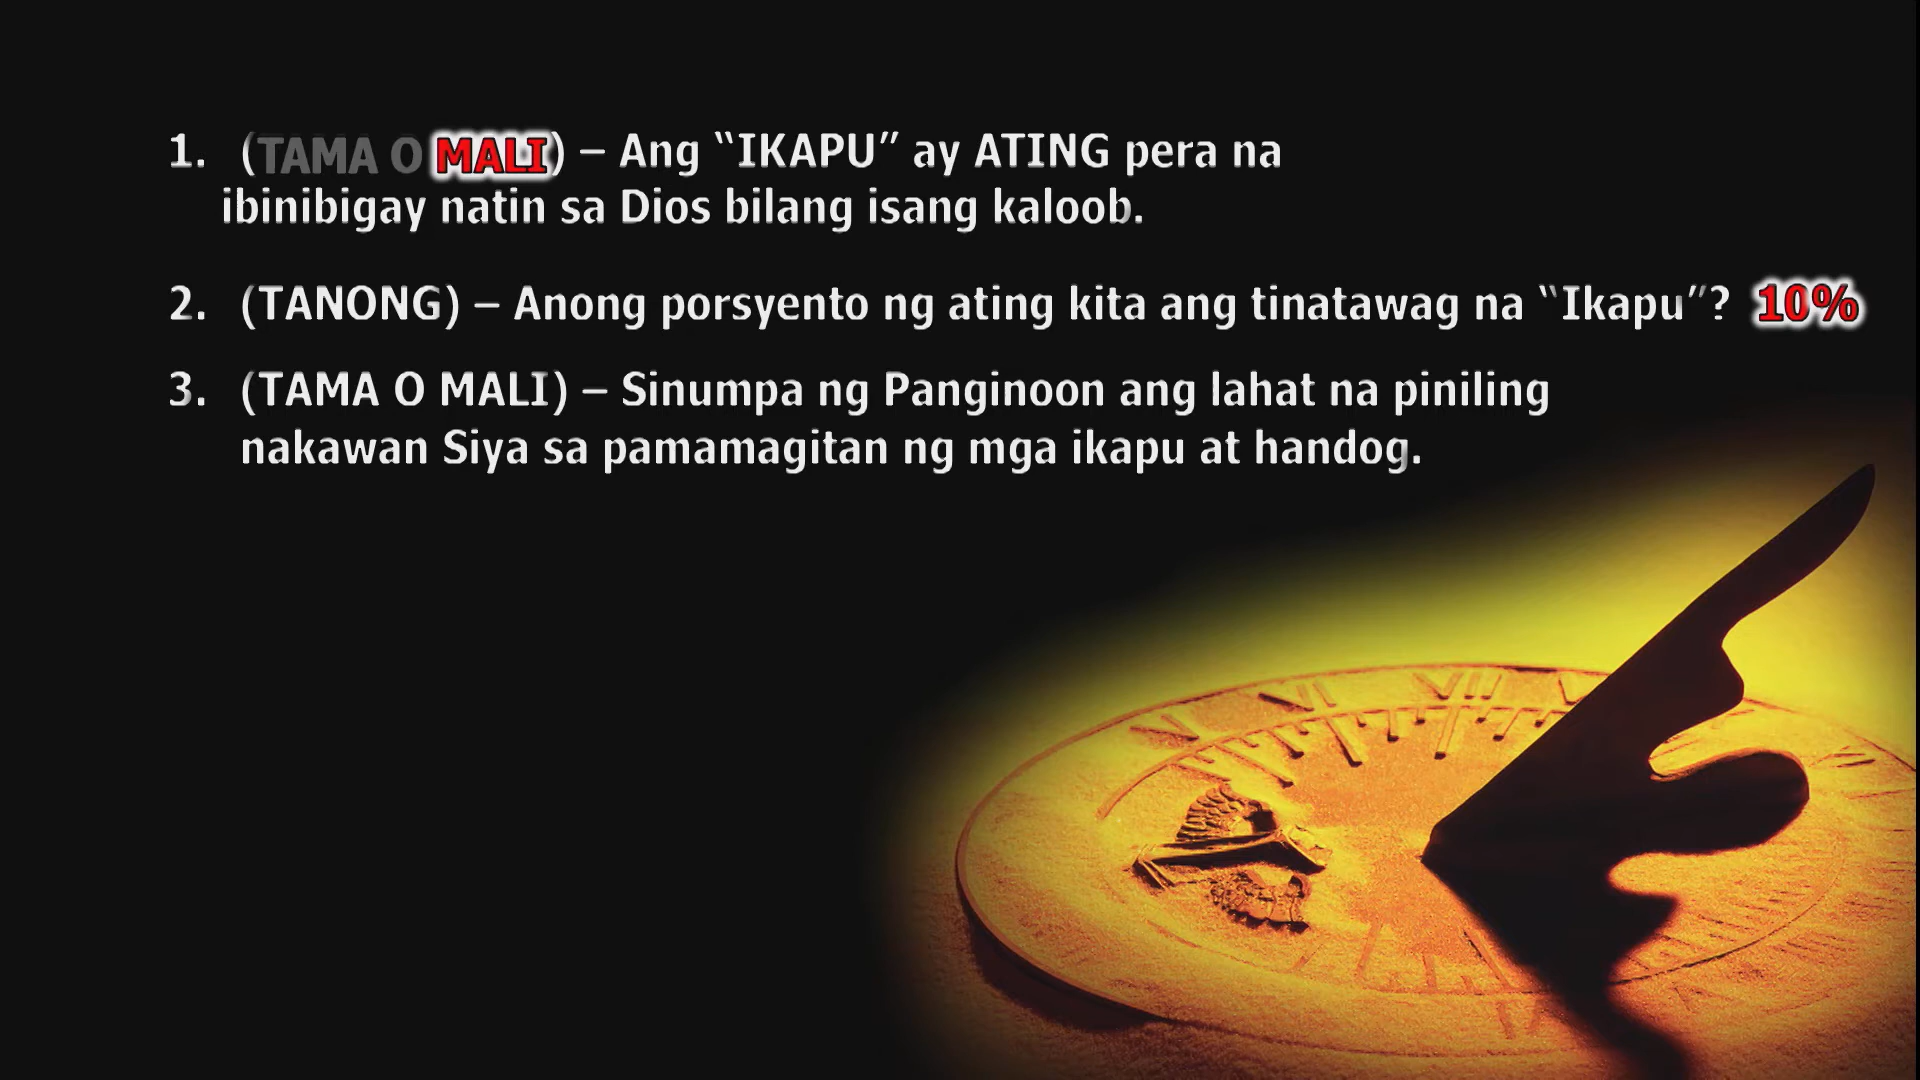 1. (TAMA O MALI) – Ang “IKAPU” ay ATING pera na
ibinibigay natin sa Dios bilang isang kaloob.
2. (TANONG) – Anong porsyento ng ating kita ang tinatawag na “Ikapu”? 10%
3. (TAMA O MALI) – Sinumpa ng Panginoon ang lahat na piniling
nakawan Siya sa pamamagitan ng mga ikapu at handog.
VI VII